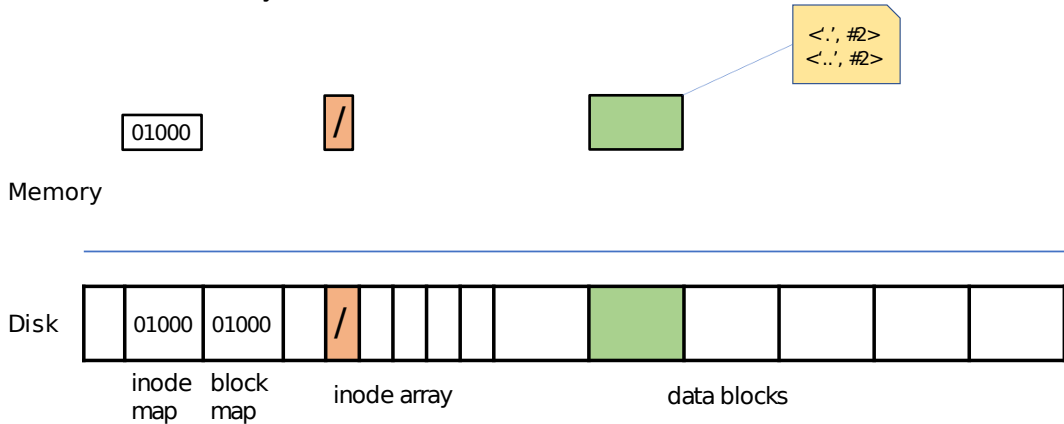 <'.', #2>
<'..', #2>
01000
/
Memory
Disk
01000
01000
/
inode map
block map
inode array
data blocks